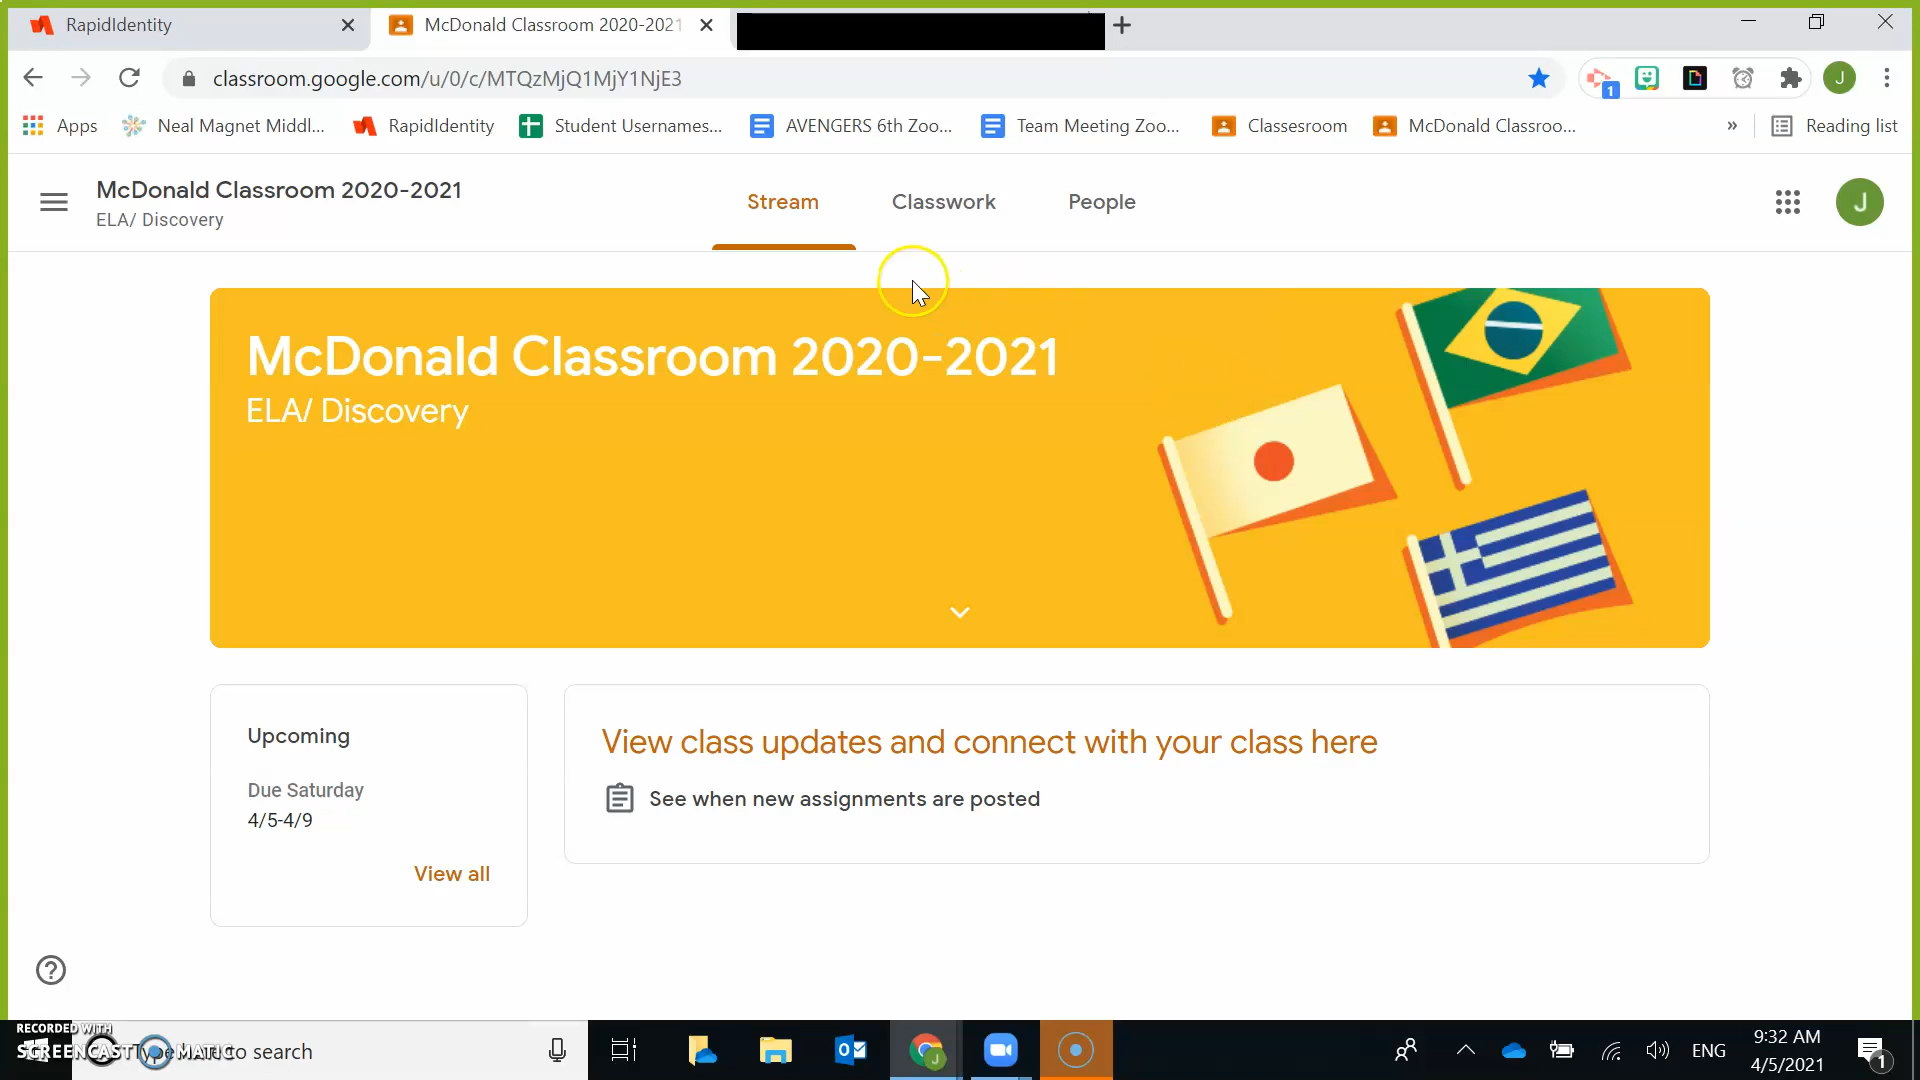 RapidIdentity
McDonald Classroom 2020-2021
classroom.google.com/u/0/c/MTQzMjQ1MjY1NjE3
1
J
Apps
Neal Magnet Middl...
RapidIdentity
Student Usernames...
AVENGERS 6th Zoo...
Team Meeting Zoo...
Classesroom
McDonald Classroo...
»
Reading list
McDonald Classroom 2020-2021
ELA/ Discovery
Stream
Classwork
People
J
McDonald Classroom 2020-2021
ELA/ Discovery
Upcoming
Due Saturday
4/5-4/9
View all
View class updates and connect with your class here
See when new assignments are posted
RECORDED WITH
SCREENCAST MATIC
to search
ENG
9:32 AM
4/5/2021
1